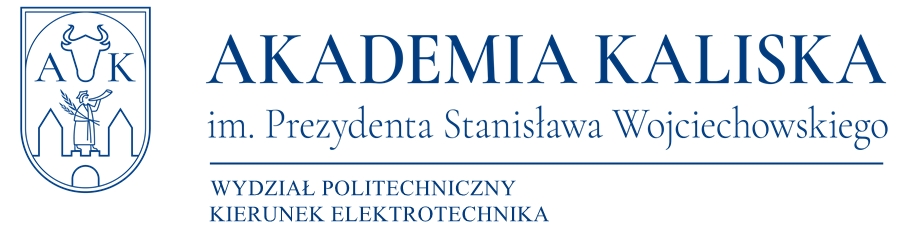 A K
AKADEMIA KALISKA
im. Prezydenta Stanisława Wojciechowskiego
WYDZIAŁ POLITECHNICZNY
KIERUNEK ELEKTROTECHNIKA